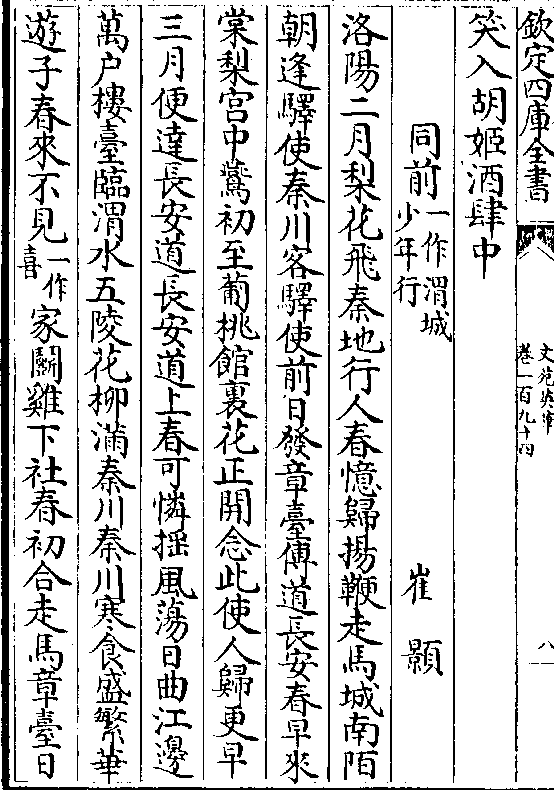 欽定四庫全書
文苑英華
卷一百九十四
八
笑入胡姬酒肆中
同前一作渭城少年行
崔顥
洛陽二月梨花飛秦地行人春憶歸揚鞭走馬城南陌
朝逢驛使秦川客驛使前日發章臺傳道長安春早來
棠梨宮中鷰初至葡桃館裏花正開念此使人歸更早
三月便達長安道長安道上春可憐揺風蕩日曲江邊
萬户樓臺臨渭水五陵花柳滿秦川秦川寒食盛繁華
遊子春來不見一作喜家鬬雞下社春初合走馬章臺日